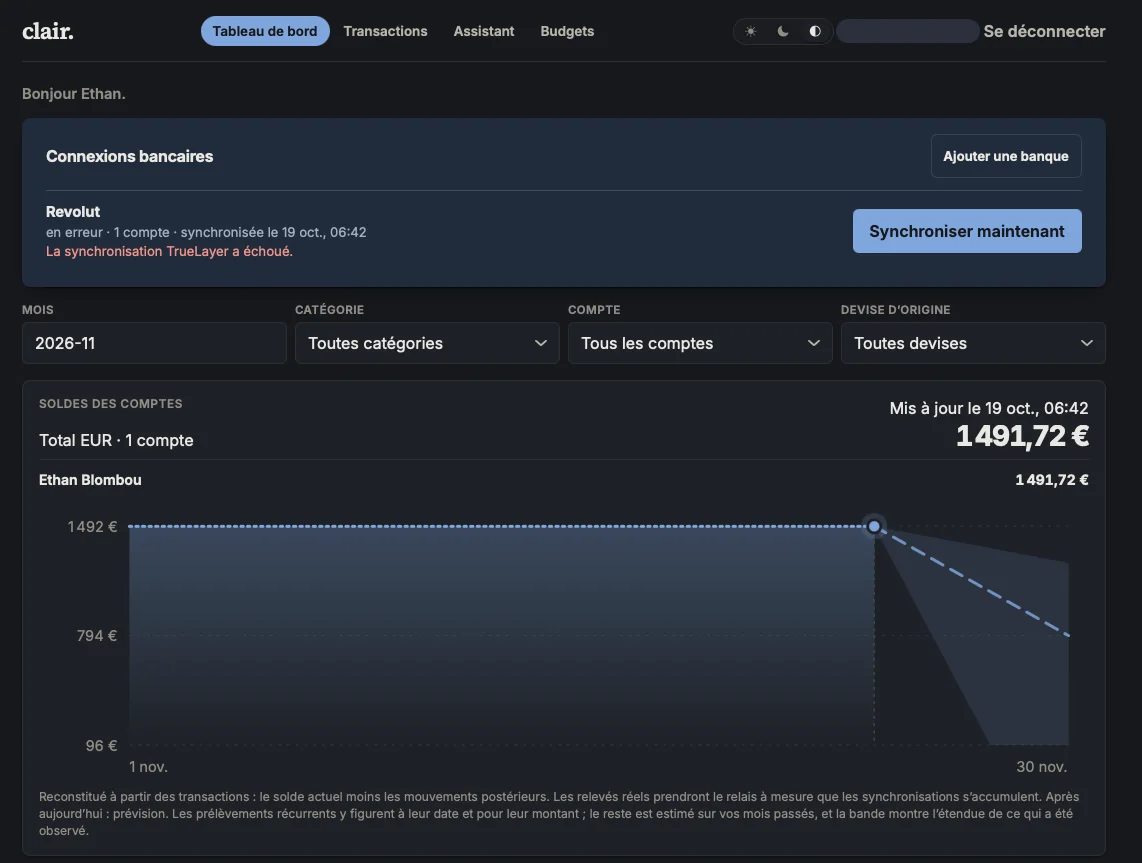 clair.
Tableau de bord
Transactions
Assistant
Budgets
Se déconnecter
Bonjour Ethan.
Connexions bancaires
Ajouter une banque
Revolut
en erreur · 1 compte · synchronisée le 19 oct., 06:42
La synchronisation TrueLayer a échoué.
Synchroniser maintenant
MOIS
CATÉGORIE
COMPTE
DEVISE D’ORIGINE
2026-11
Toutes catégories
Tous les comptes
Toutes devises
SOLDES DES COMPTES
Mis à jour le 19 oct., 06:42
Total EUR · 1 compte
1 491,72 €
Ethan Blombou
1 491,72 €
1 492 €
794 €
96 €
1 nov.
30 nov.
Reconstitué à partir des transactions : le solde actuel moins les mouvements postérieurs. Les relevés réels prendront le relais à mesure que les synchronisations s’accumulent. Après
aujourd’hui : prévision. Les prélèvements récurrents y figurent à leur date et pour leur montant ; le reste est estimé sur vos mois passés, et la bande montre l’étendue de ce qui a été
observé.